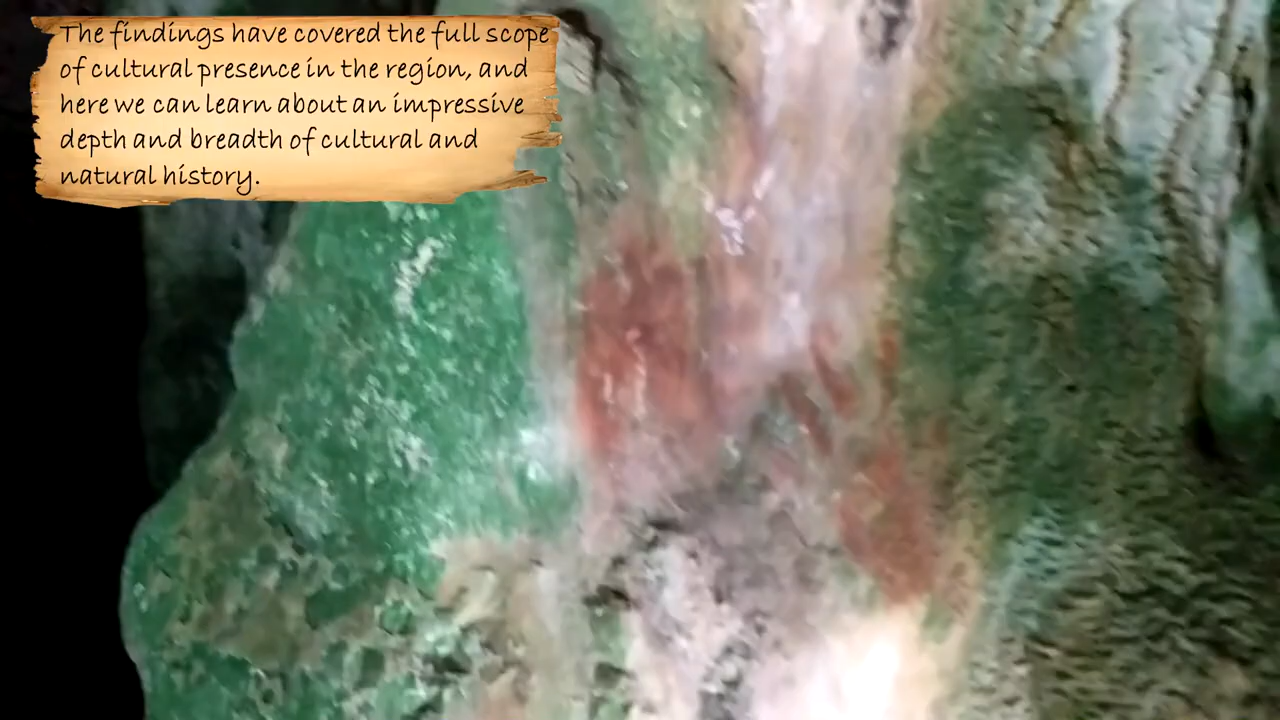 The findings have covered the full scope
of cultural presence in the region, and
here we can learn about an impressive
depth and breadth of cultural and
natural history.